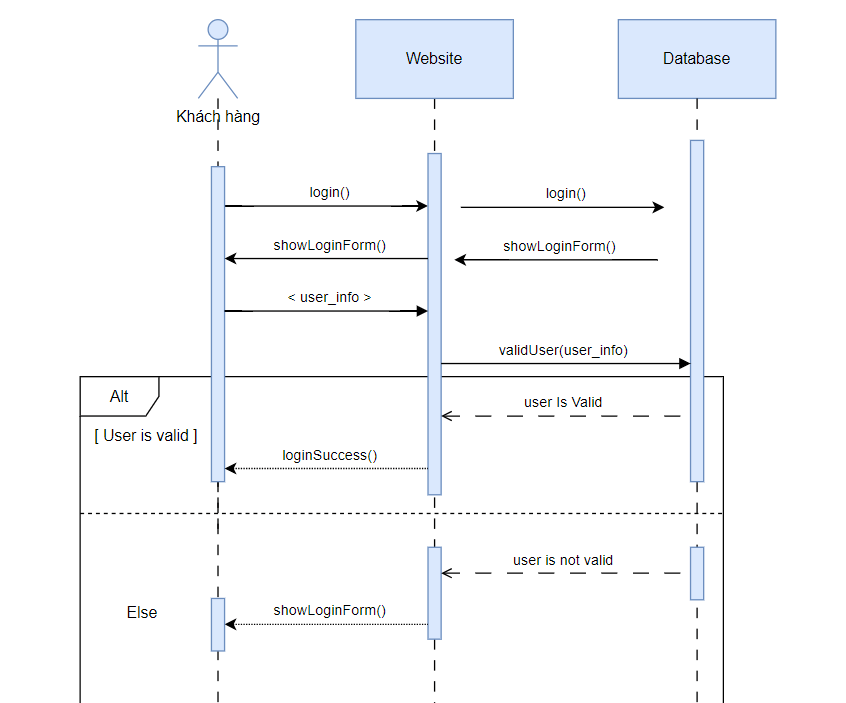 Website
Database
Khách hàng
login()
login()
showLoginForm()
showLoginForm()
< user_info >
validUser(user_info)
Alt
user Is Valid
[ User is valid ]
loginSuccess()
user is not valid
Else
showLoginForm()